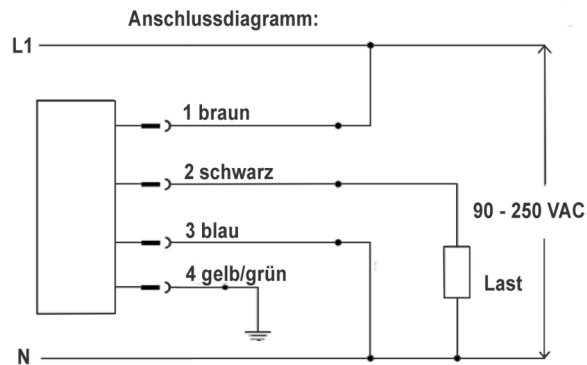 Anschlussdiagramm:
L1
1 braun
2 schwarz
3 blau
4 gelb/grün
90 - 250 VAC
Last
N